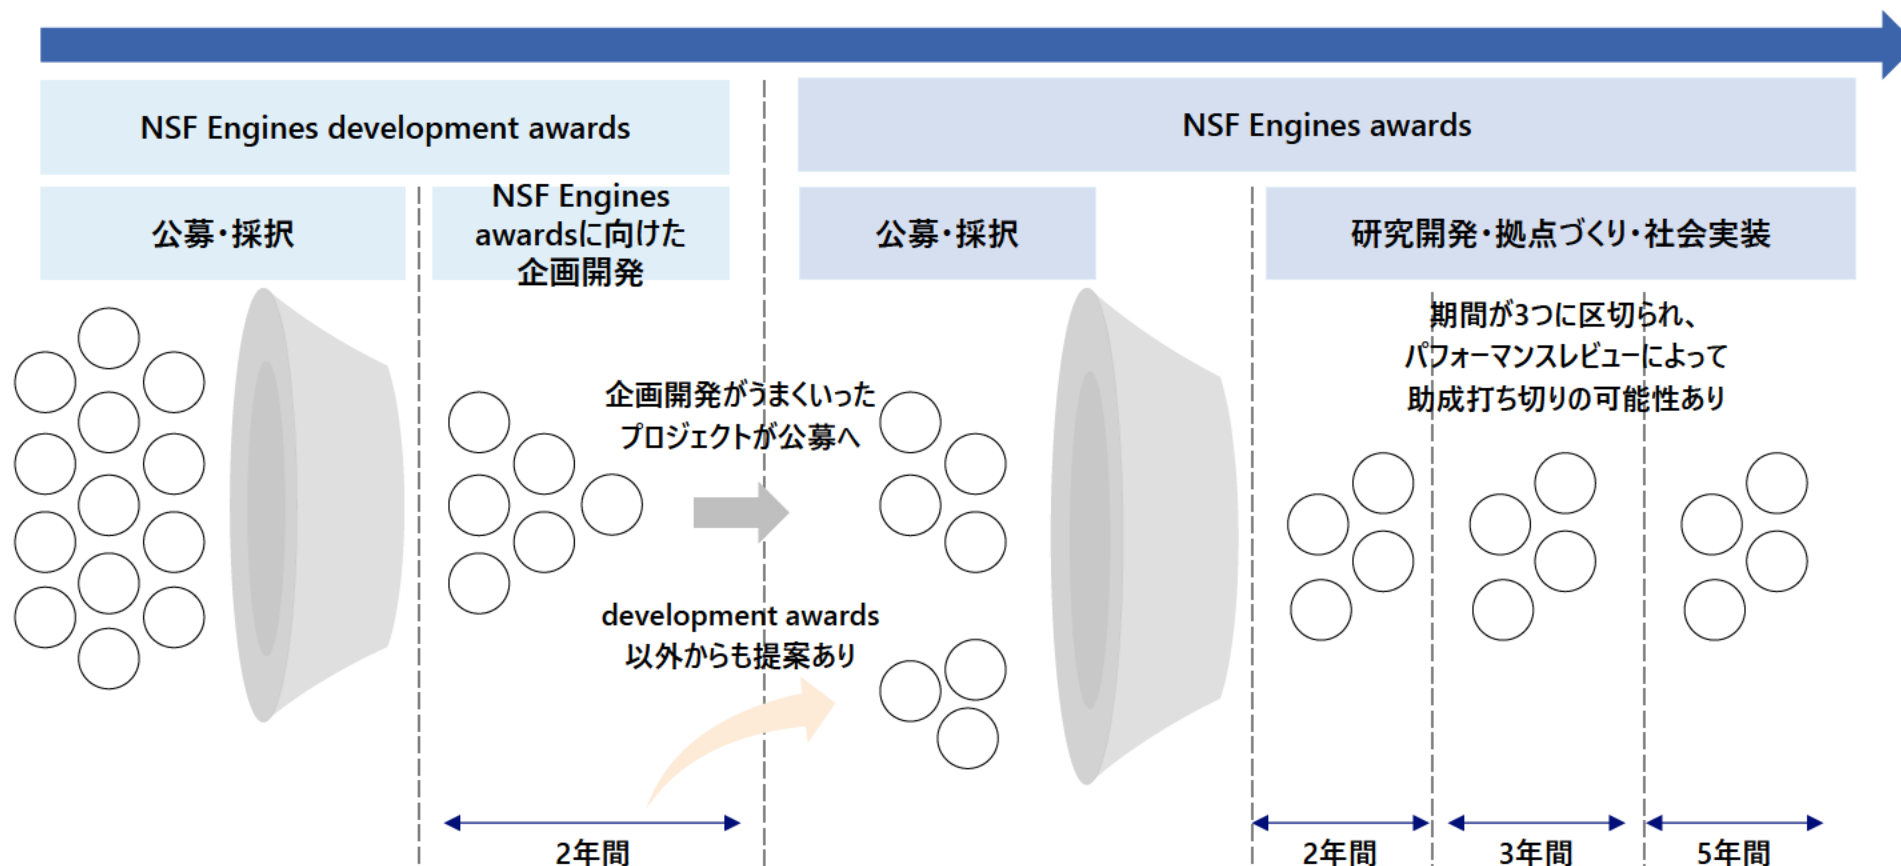 NSF Engines development awards
NSF Engines awards
公募・採択
NSF Engines
awardsに向けた
企画開発
公募・採択
研究開発・拠点づくり・社会実装
期間が3つに区切られ、
パフォーマンスレビューによって
助成打ち切りの可能性あり
企画開発がうまくいった
プロジェクトが公募へ
development awards
以外からも提案あり
2年間
2年間
3年間
5年間